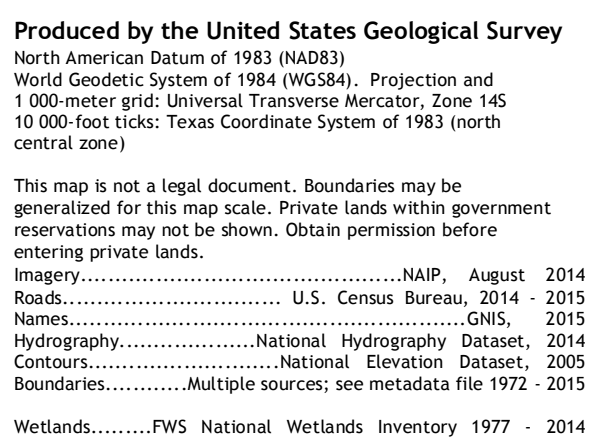 Produced by the United States Geological Survey
North American Datum of 1983 (NAD83)
World Geodetic System of 1984 (WGS84). Projection and
1 000-meter grid: Universal Transverse Mercator, Zone 14S
10 000-foot ticks: Texas Coordinate System of 1983 (north
central zone)
This map is not a legal document. Boundaries may be
generalized for this map scale. Private lands within government
reservations may not be shown. Obtain permission before
entering private lands.
Imagery......................................NAIP, August 2014
Roads.......................... U.S. Census Bureau, 2014 - 2015
Names...............................................GNIS, 2015
Hydrography....................National Hydrography Dataset, 2014
Contours.......................National Elevation Dataset, 2005
Boundaries............Multiple sources; see metadata file 1972 - 2015
Wetlands.........FWS National Wetlands Inventory 1977 - 2014